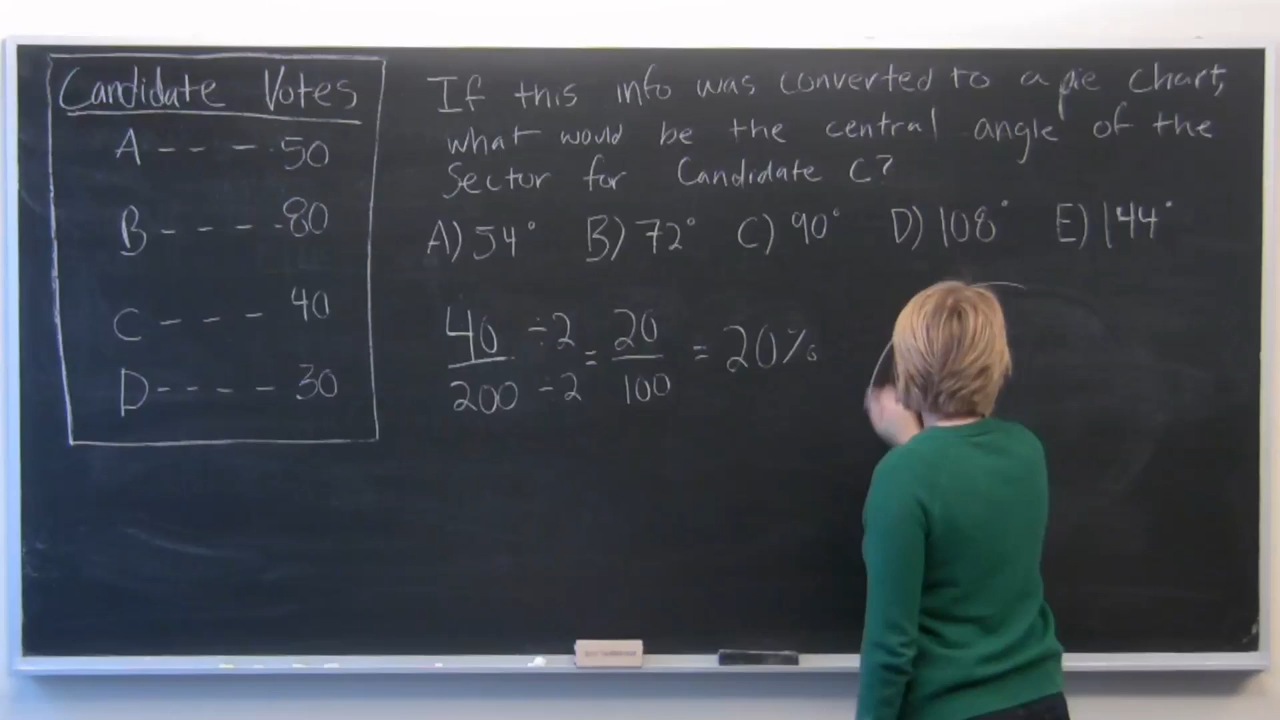 Candidate Votes
A - - - - 50
B - - - - - 80
C - - - - 40
D - - - - - 30
If this info was converted to a pie chart,
what would be the central angle of the
Sector for Candidate C?
A) 54° B) 72° C) 90° D) 108° E) 144°
40 ÷2 = 20 = 20%
200 ÷2 100